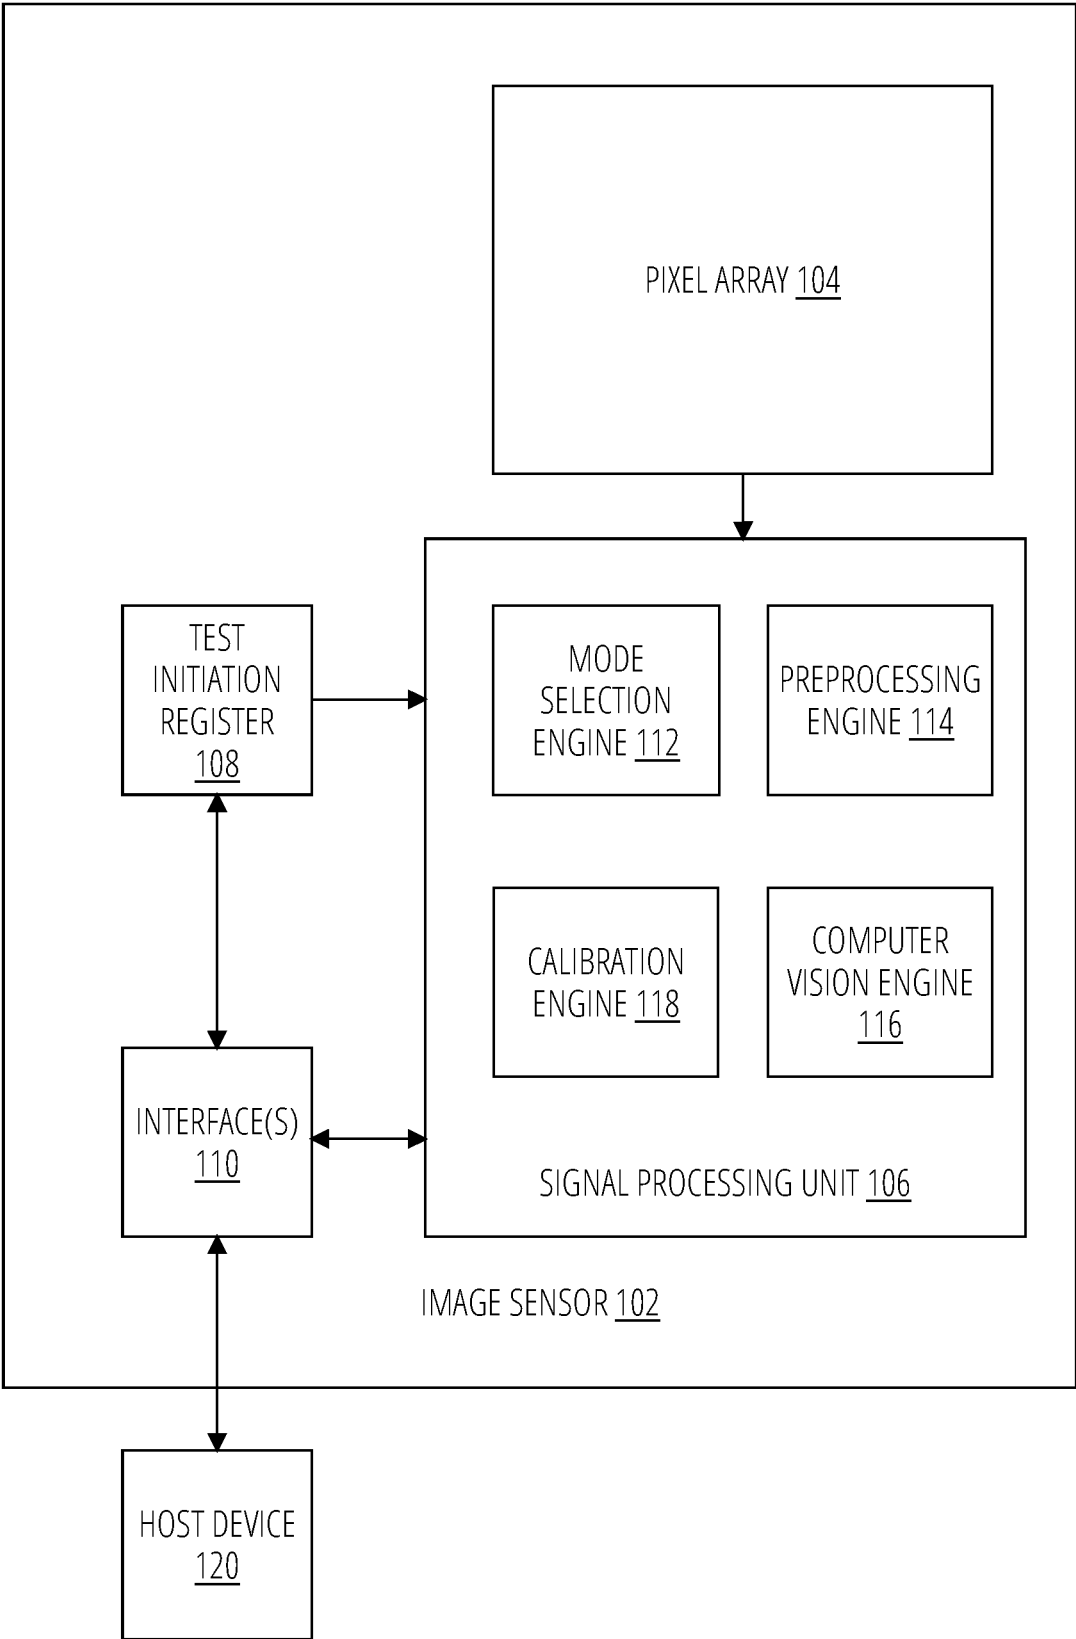 PIXEL ARRAY 104
TEST
INITIATION
REGISTER
108
MODE
SELECTION
ENGINE 112
PREPROCESSING
ENGINE 114
CALIBRATION
ENGINE 118
COMPUTER
VISION ENGINE
116
INTERFACE(S)
110
SIGNAL PROCESSING UNIT 106
IMAGE SENSOR 102
HOST DEVICE
120